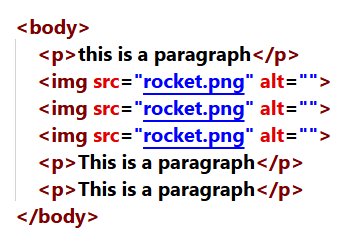 <body>
<p>this is a paragraph</p>
<img src="rocket.png" alt="">
<img src="rocket.png" alt="">
<img src="rocket.png" alt="">
<p>This is a paragraph</p>
<p>This is a paragraph</p>
</body>